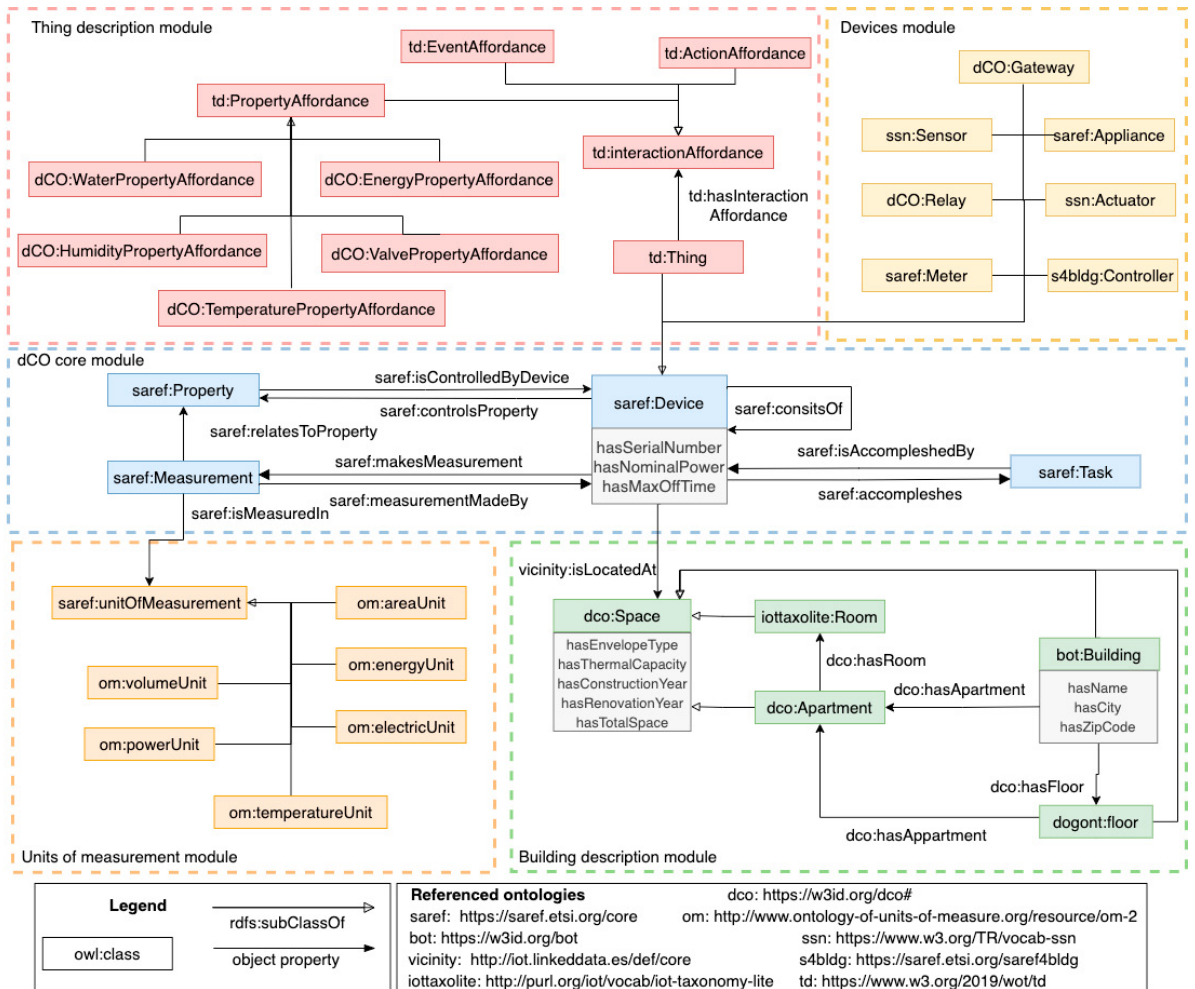 Thing description module
td:EventAffordance
td:ActionAffordance
td:PropertyAffordance
td:interactionAffordance
dCO:WaterPropertyAffordance
dCO:EnergyPropertyAffordance
td:hasInteraction
Affordance
dCO:HumidityPropertyAffordance
dCO:ValvePropertyAffordance
td:Thing
dCO:TemperaturePropertyAffordance
Devices module
dCO:Gateway
ssn:Sensor
saref:Appliance
dCO:Relay
ssn:Actuator
saref:Meter
s4bldg:Controller
dCO core module
saref:Property
saref:isControlledByDevice
saref:controlsProperty
saref:Device
saref:consitsOf
saref:relatesToProperty
hasSerialNumber
hasNominalPower
hasMaxOffTime
saref:Measurement
saref:makesMeasurement
saref:measurementMadeBy
saref:isAccompleshedBy
saref:accompleshes
saref:Task
saref:isMeasuredIn
saref:unitOfMeasurement
om:areaUnit
om:energyUnit
om:volumeUnit
om:electricUnit
om:powerUnit
om:temperatureUnit
Units of measurement module
vicinity:isLocatedAt
dco:Space
hasEnvelopeType
hasThermalCapacity
hasConstructionYear
hasRenovationYear
hasTotalSpace
iottaxolite:Room
dco:hasRoom
dco:Apartment
dco:hasApartment
bot:Building
hasName
hasCity
hasZipCode
dco:hasFloor
dogont:floor
dco:hasAppartment
Building description module
Legend
rdfs:subClassOf
owl:class
object property
Referenced ontologies
dco: https://w3id.org/dco#
saref: https://saref.etsi.org/core
om: http://www.ontology-of-units-of-measure.org/resource/om-2
bot: https://w3id.org/bot
ssn: https://www.w3.org/TR/vocab-ssn
vicinity: http://iot.linkeddata.es/def/core
s4bldg: https://saref.etsi.org/saref4bldg
iottaxolite: http://purl.org/iot/vocab/iot-taxonomy-lite
td: https://www.w3.org/2019/wot/td